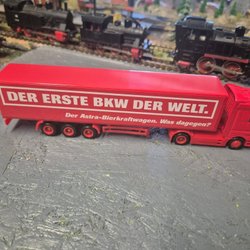 DER ERSTE BKW DER WELT.
Der Astra-Bierkraftwagen. Was dagegen?